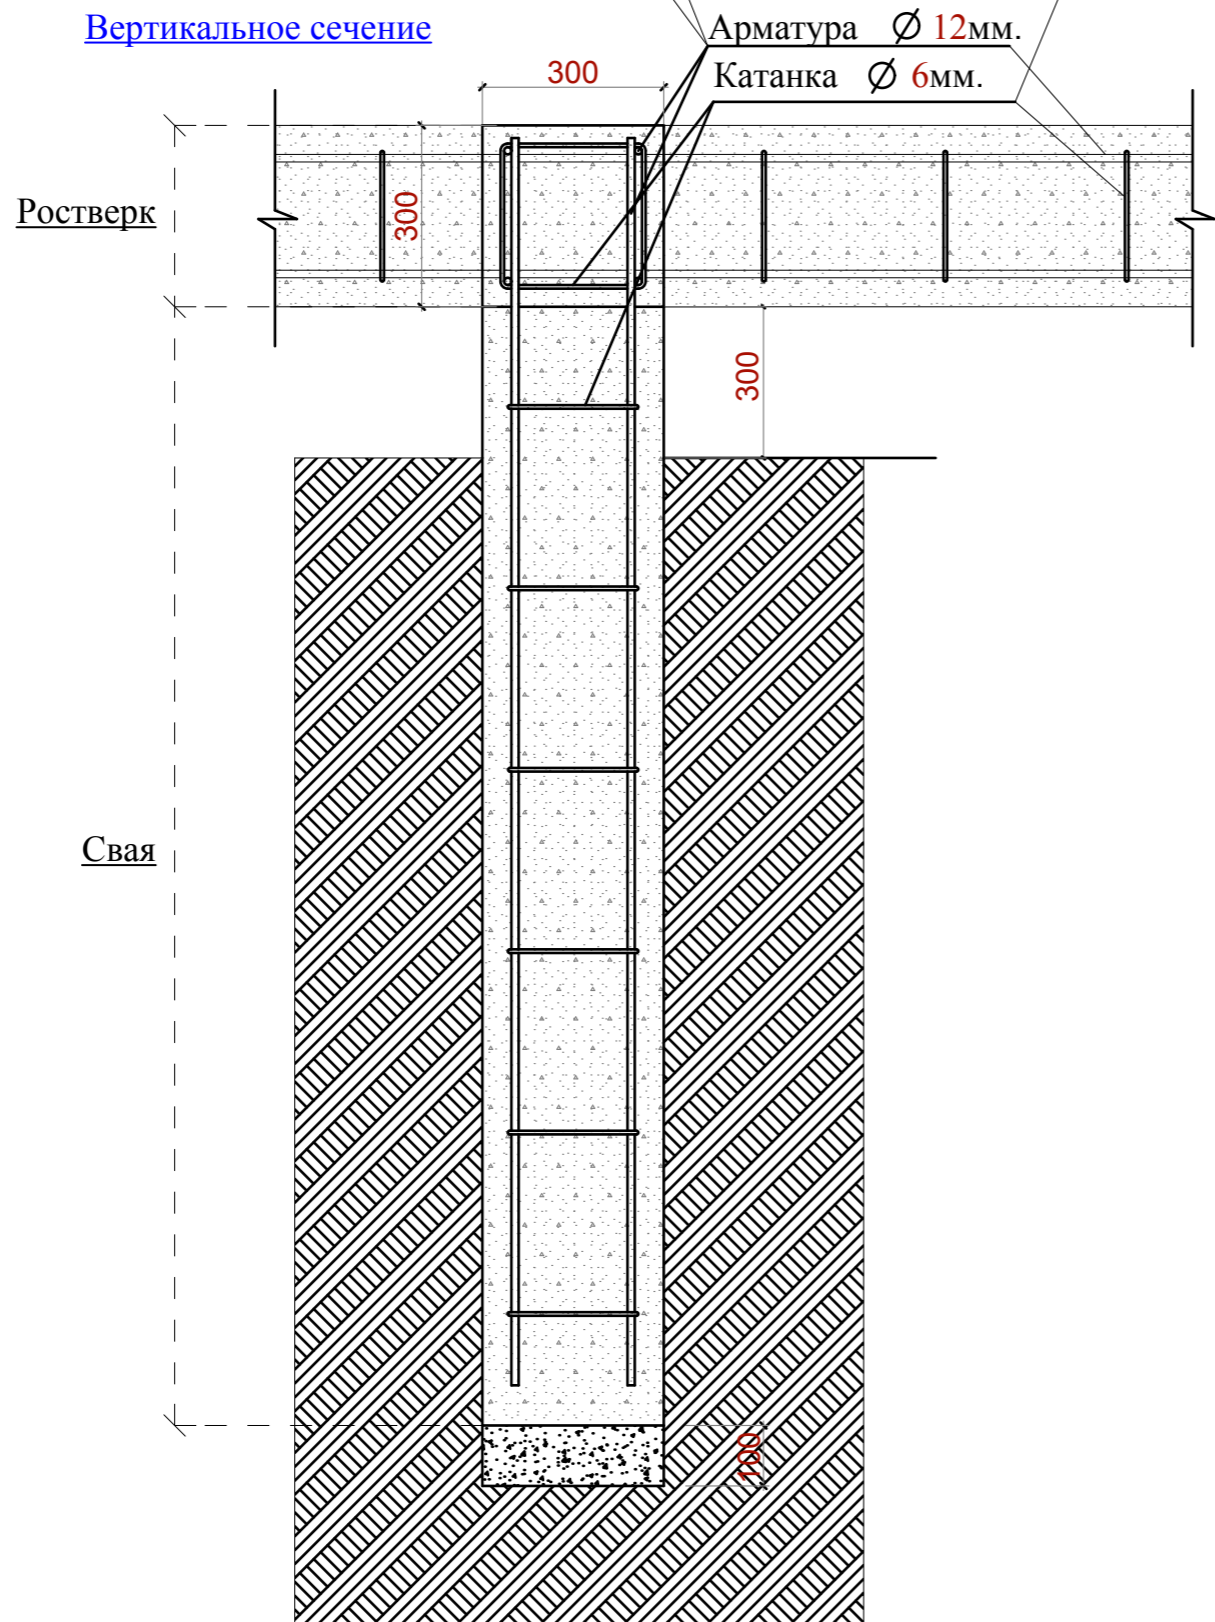 Вертикальное сечение
Арматура Ø 12мм.
Катанка Ø 6мм.
300
Ростверк
300
300
Свая
100